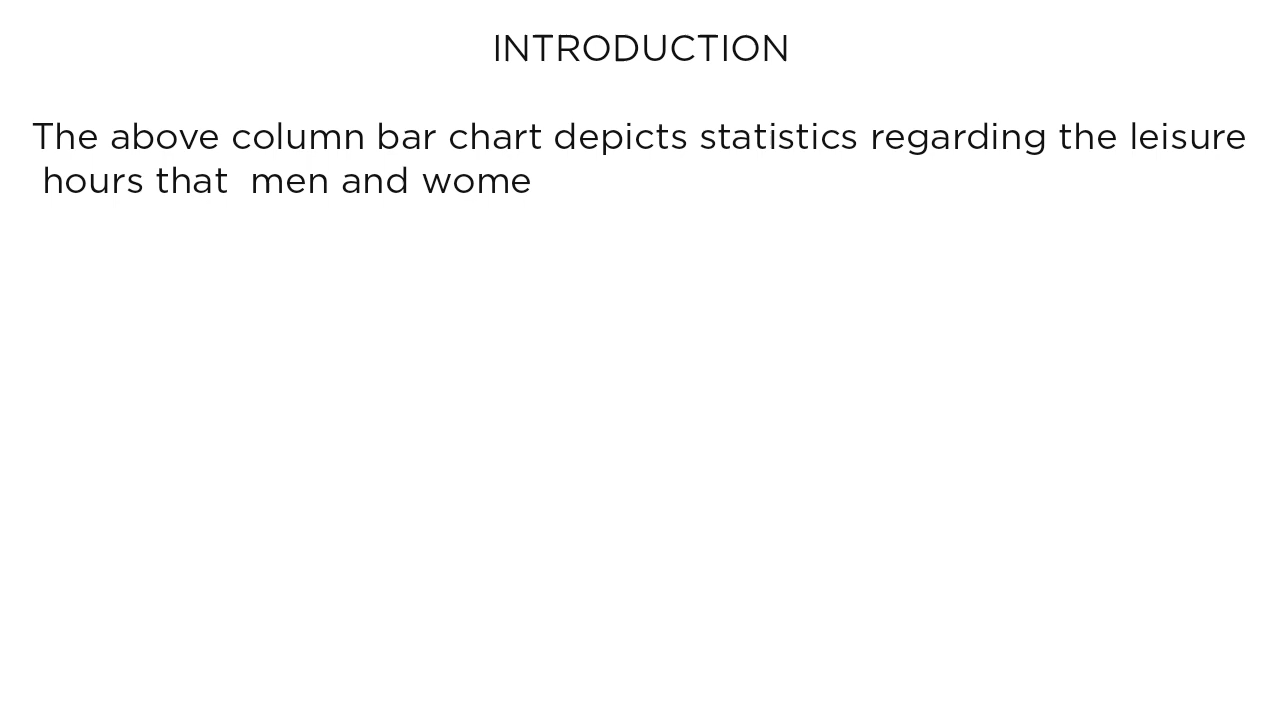 INTRODUCTION
The above column bar chart depicts statistics regarding the leisure
hours that  men and wome